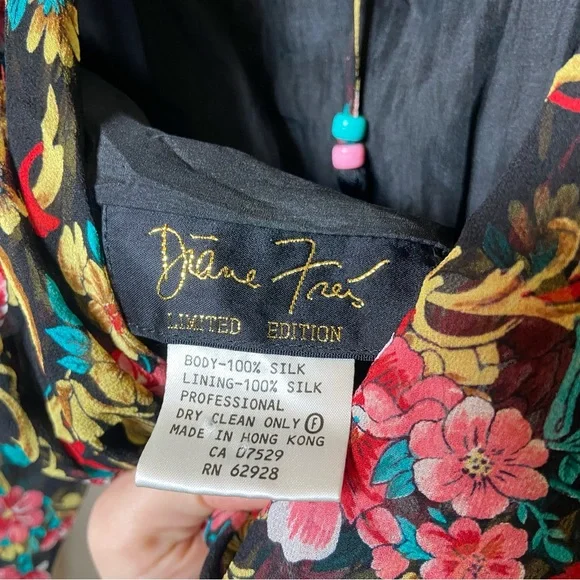 Diane Frés
LIMITED EDITION
BODY-100% SILK
LINING-100% SILK
PROFESSIONAL
DRY CLEAN ONLY Ⓕ
MADE IN HONG KONG
CA 07529
RN 62928